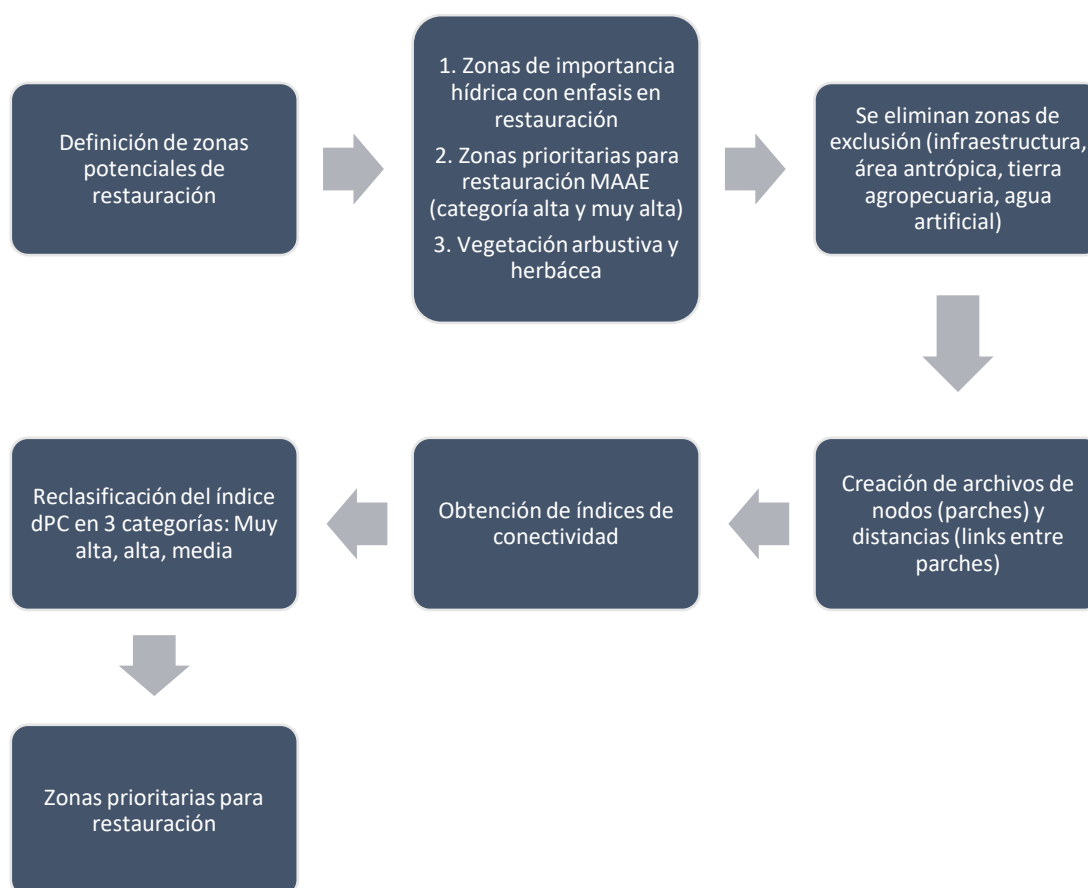 Definición de zonas
potenciales de
restauración
1. Zonas de importancia
hídrica con enfasis en
restauración
2. Zonas prioritarias para
restauración MAAE
(categoría alta y muy alta)
3. Vegetación arbustiva y
herbácea
Se eliminan zonas de
exclusión (infraestructura,
área antrópica, tierra
agropecuaria, agua
artificial)
Creación de archivos de
nodos (parches) y
distancias (links entre
parches)
Obtención de índices de
conectividad
Reclasificación del índice
dPC en 3 categorías: Muy
alta, alta, media
Zonas prioritarias para
restauración